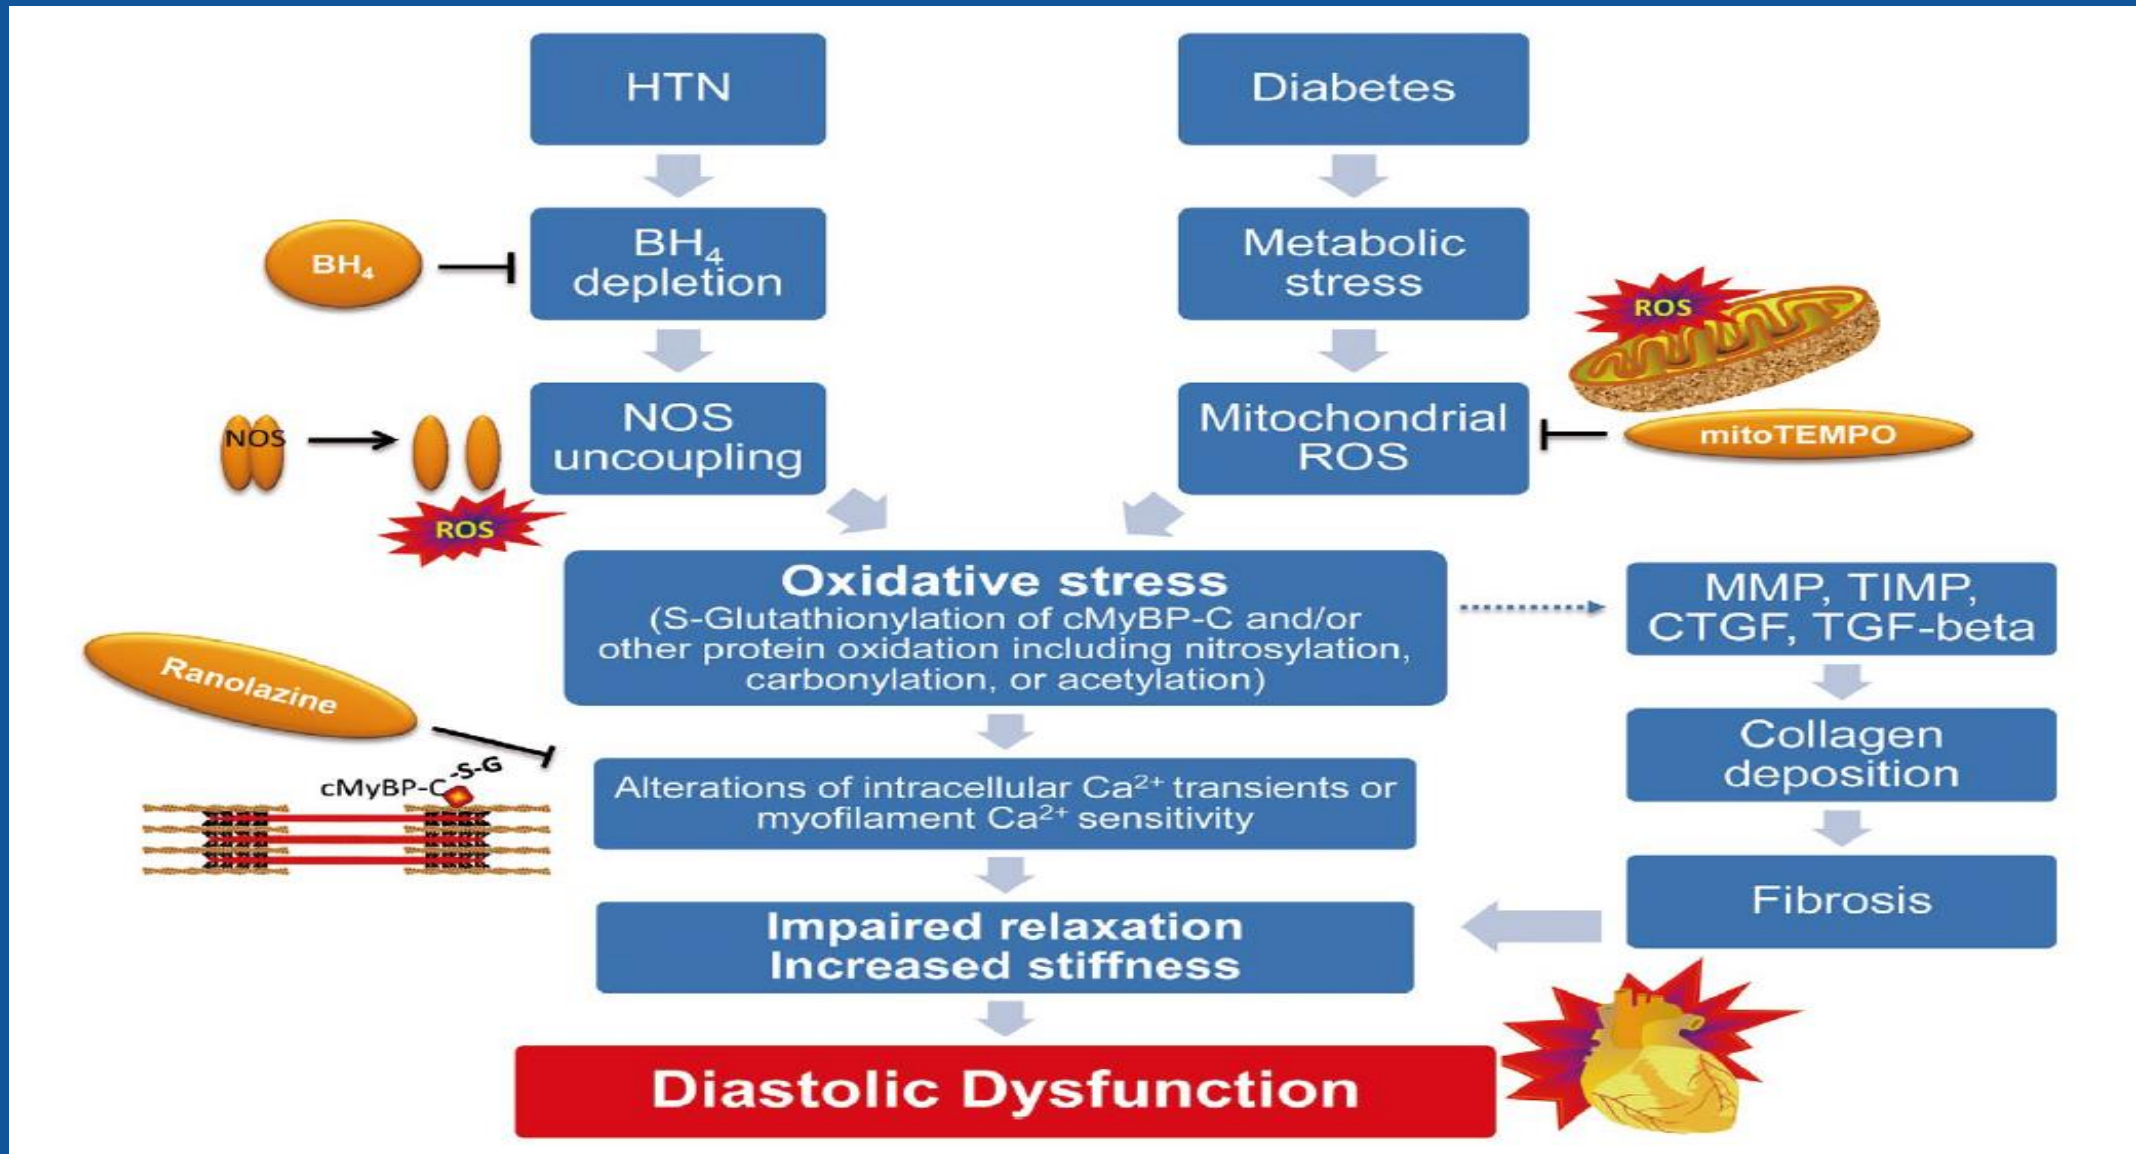 HTN
Diabetes
BH₄
BH₄
depletion
Metabolic
stress
ROS
NOS
NOS
uncoupling
Mitochondrial
ROS
mitoTEMPO
ROS
Oxidative stress
(S-Glutathionylation of cMyBP-C and/or
other protein oxidation including nitrosylation,
carbonylation, or acetylation)
MMP, TIMP,
CTGF, TGF-beta
Ranolazine
cMyBP-C-S-G
Alterations of intracellular Ca²⁺ transients or
myofilament Ca²⁺ sensitivity
Collagen
deposition
Impaired relaxation
Increased stiffness
Fibrosis
Diastolic Dysfunction